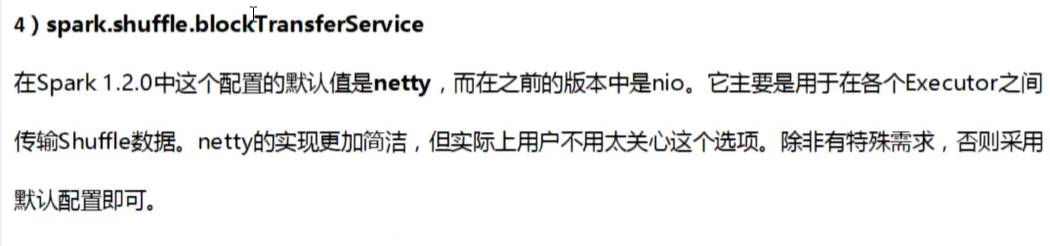 4）spark.shuffle.blockTransferService
在Spark 1.2.0中这个配置的默认值是netty，而在之前的版本中是nio。它主要是用于在各个Executor之间
传输Shuffle数据。netty的实现更加简洁，但实际上用户不用太关心这个选项。除非有特殊需求，否则采用
默认配置即可。